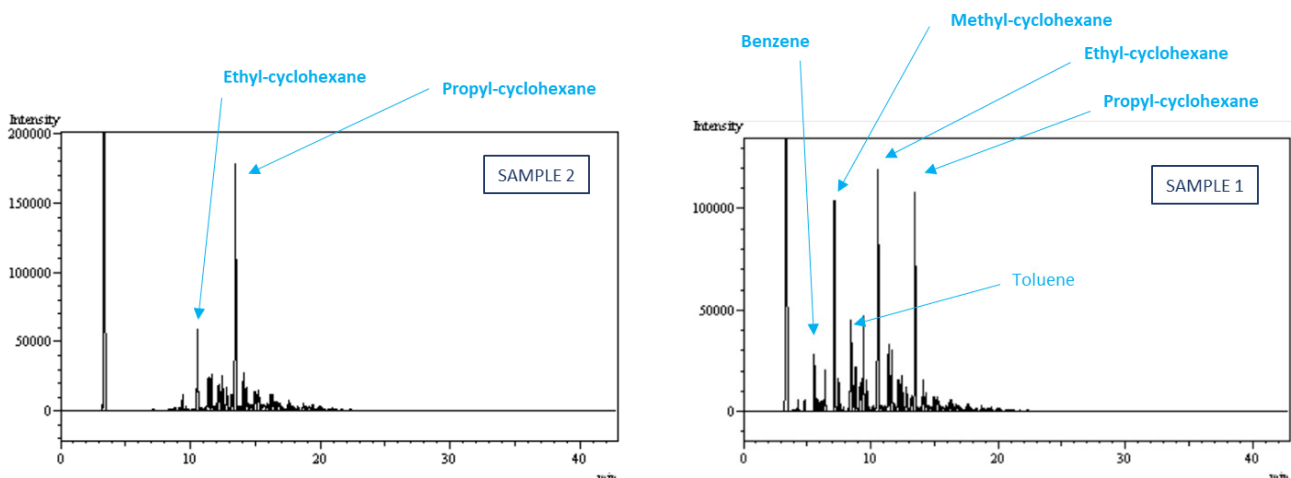 Ethyl-cyclohexane
Propyl-cyclohexane
Intensity
200000
150000
100000
50000
0
SAMPLE 2
0
10
20
30
40
Benzene
Methyl-cyclohexane
Ethyl-cyclohexane
Propyl-cyclohexane
Intensity
100000
50000
0
SAMPLE 1
Toluene
0
10
20
30
40